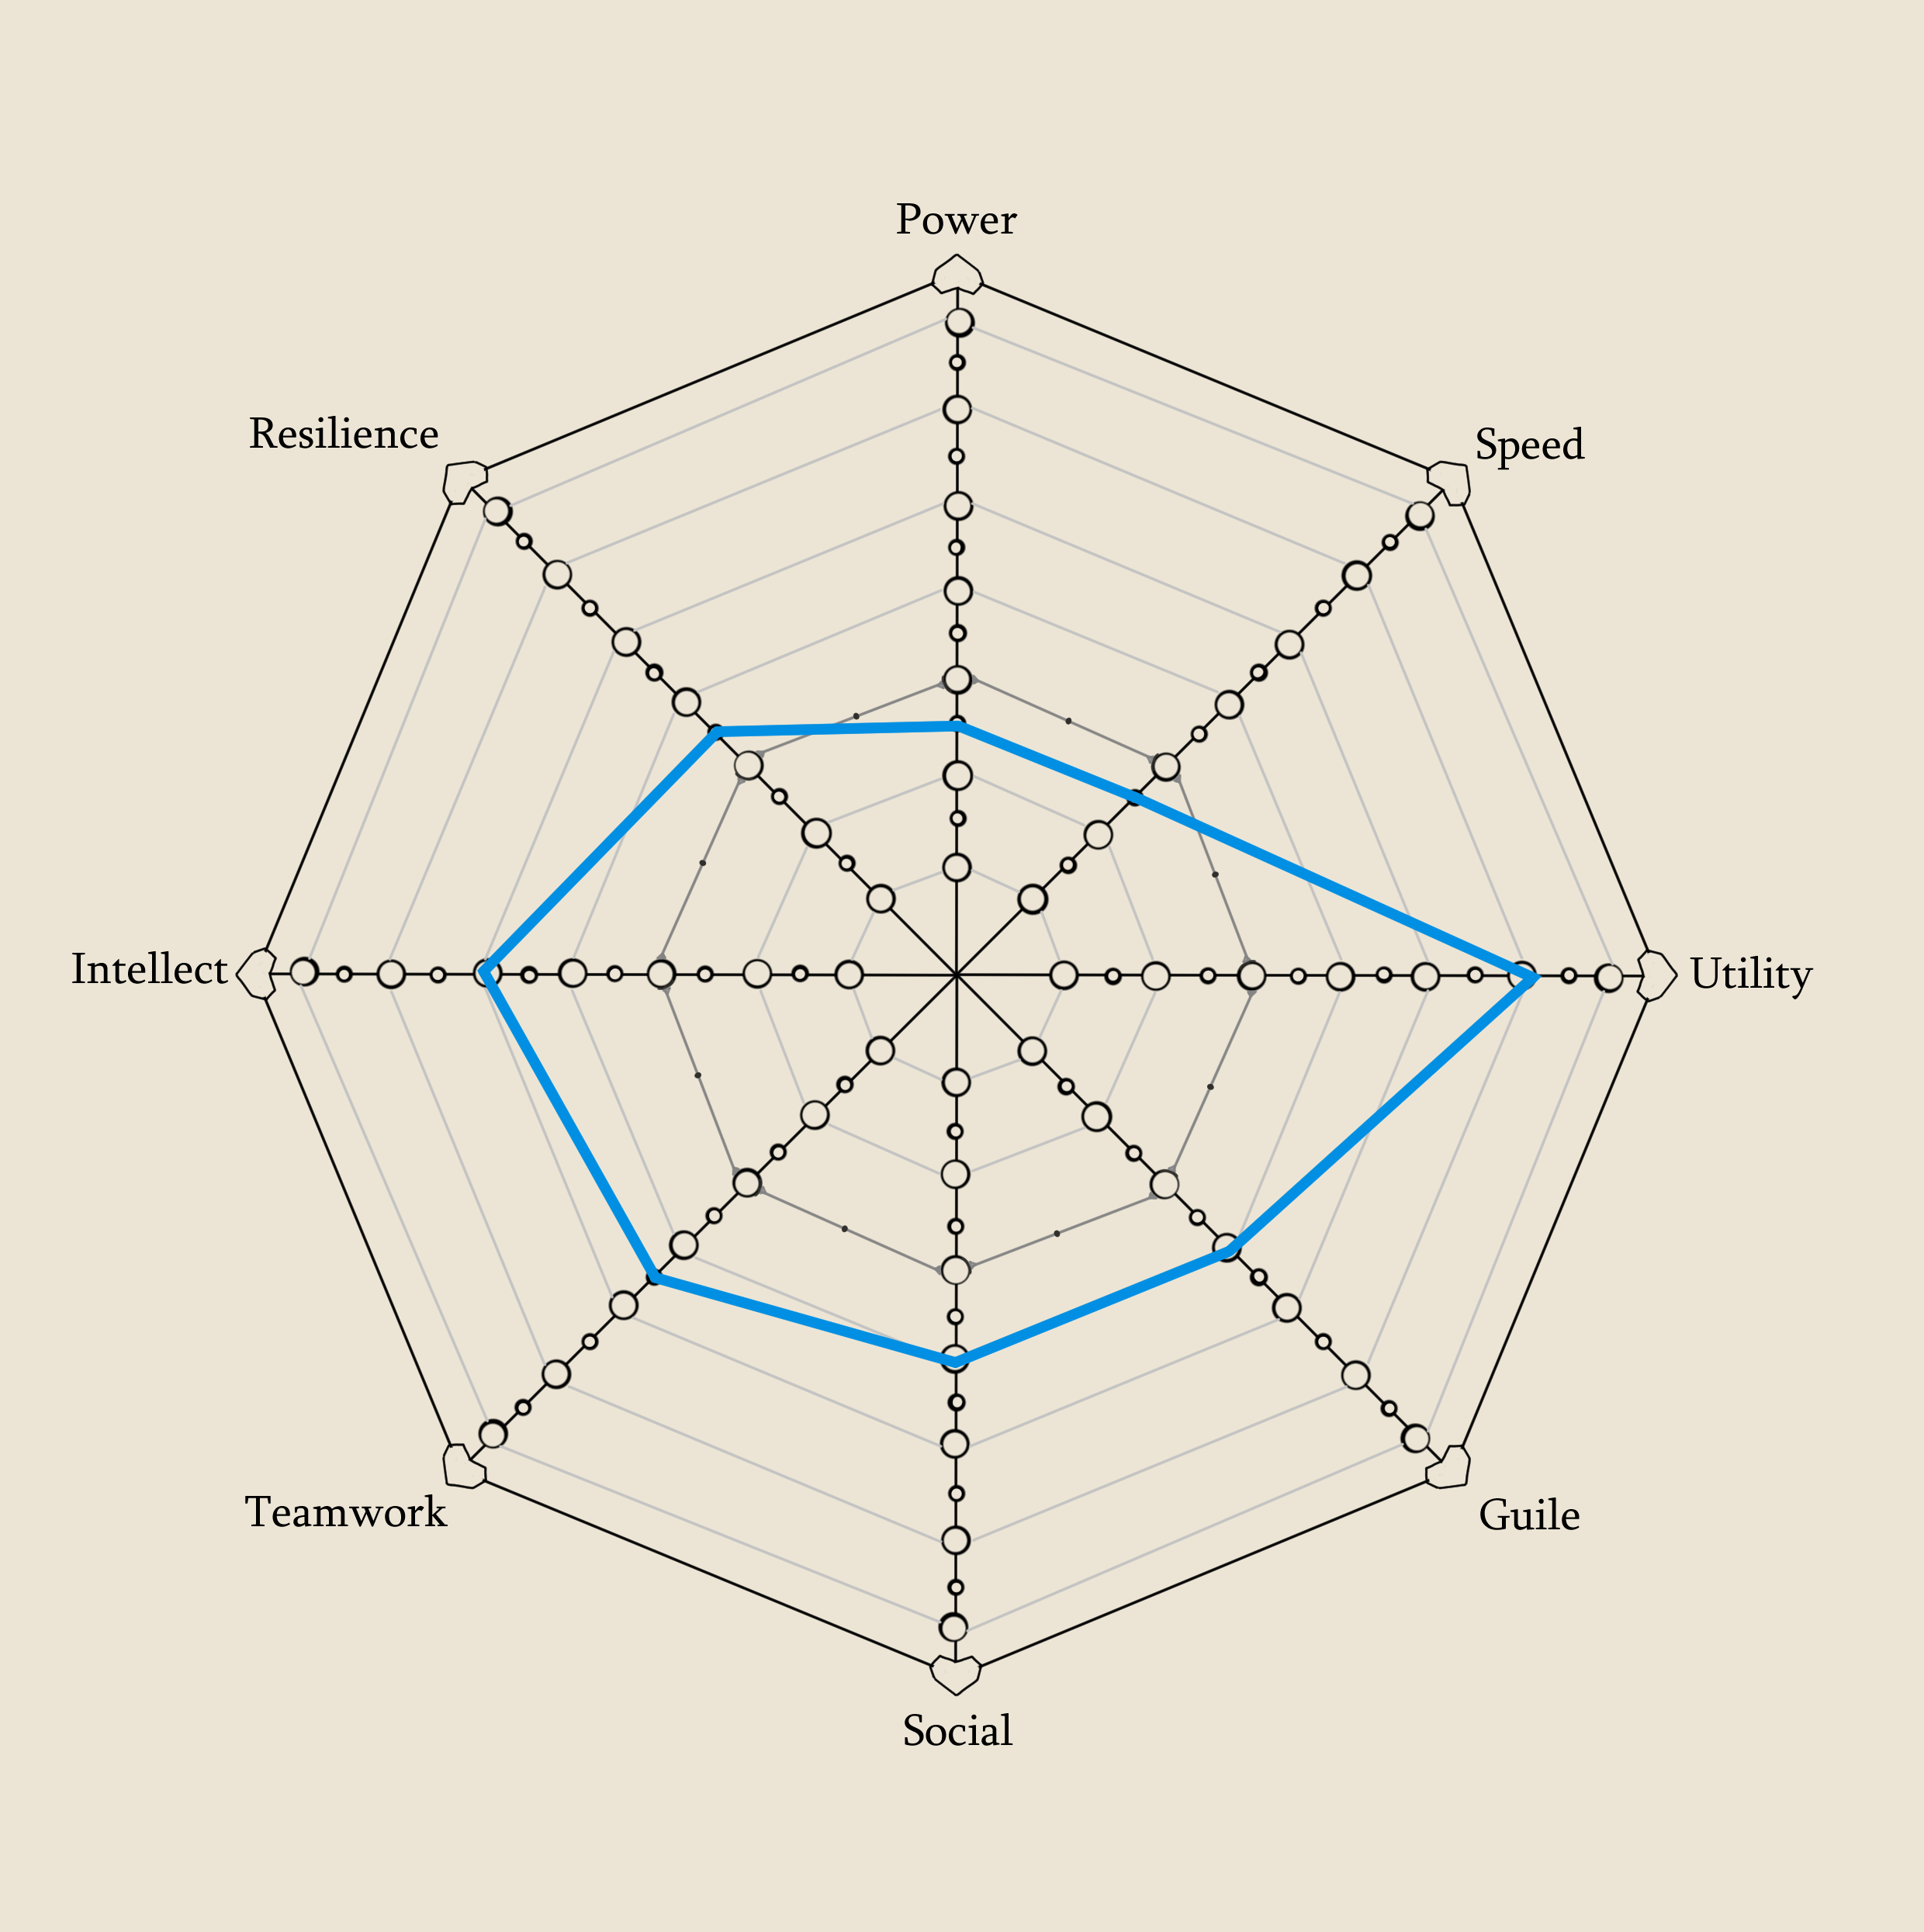 Power
Resilience
Speed
Intellect
Utility
Teamwork
Guile
Social